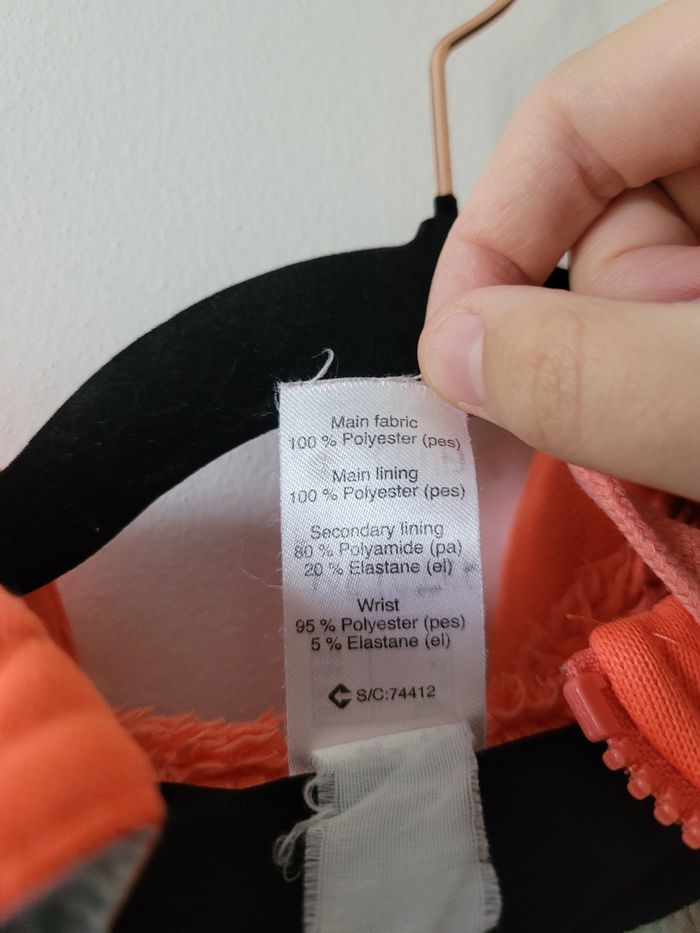 Main fabric
100 % Polyester (pes)
Main lining
100 % Polyester (pes)
Secondary lining
80 % Polyamide (pa)
20 % Elastane (el)
Wrist
95 % Polyester (pes)
5 % Elastane (el)
S/C:74412